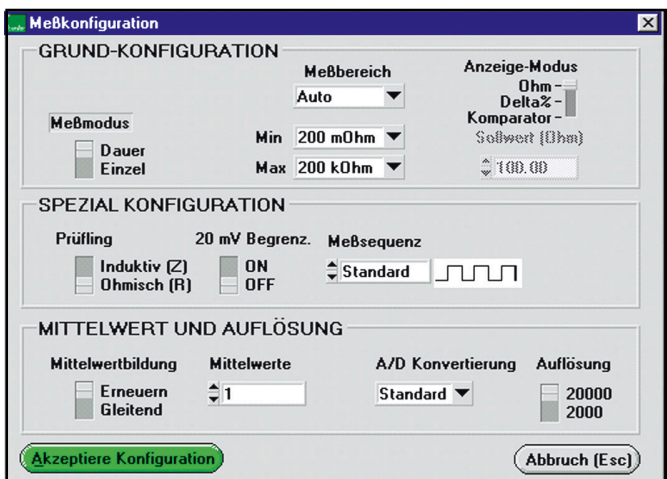 Meßkonfiguration
GRUND-KONFIGURATION
Meßbereich
Auto
Anzeige-Modus
Ohm
Delta%
Komparator
Meßmodus
Dauer
Einzel
Min 200 mOhm
Max 200 kOhm
Sollwert (Ohm)
100.00
SPEZIAL KONFIGURATION
Prüfling
Induktiv (Z)
Ohmisch (R)
20 mV Begrenz.
ON
OFF
Meßsequenz
Standard
MITTELWERT UND AUFLÖSUNG
Mittelwertbildung
Erneuern
Gleitend
Mittelwerte
1
A/D Konvertierung
Standard
Auflösung
20000
2000
Akzeptiere Konfiguration
Abbruch (Esc)